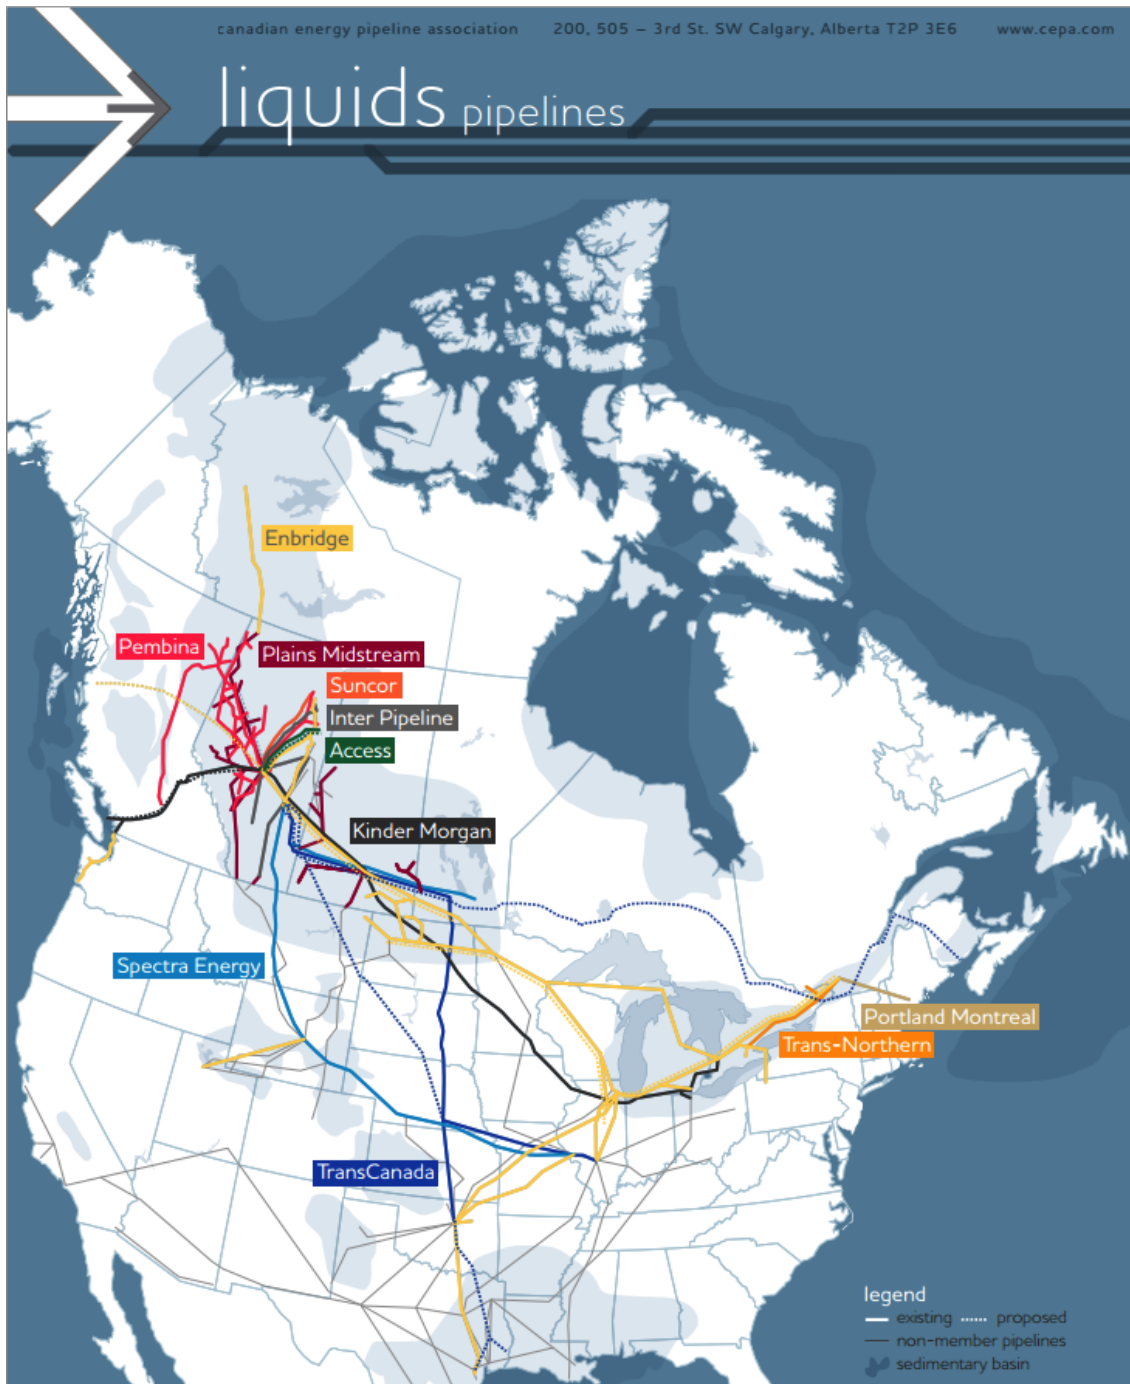 canadian energy pipeline association 200, 505 – 3rd St. SW Calgary, Alberta T2P 3E6 www.cepa.com
liquids pipelines
Enbridge
Pembina
Plains Midstream
Suncor
Inter Pipeline
Access
Kinder Morgan
Spectra Energy
Portland Montreal
Trans-Northern
TransCanada
legend
existing proposed
non-member pipelines
sedimentary basin